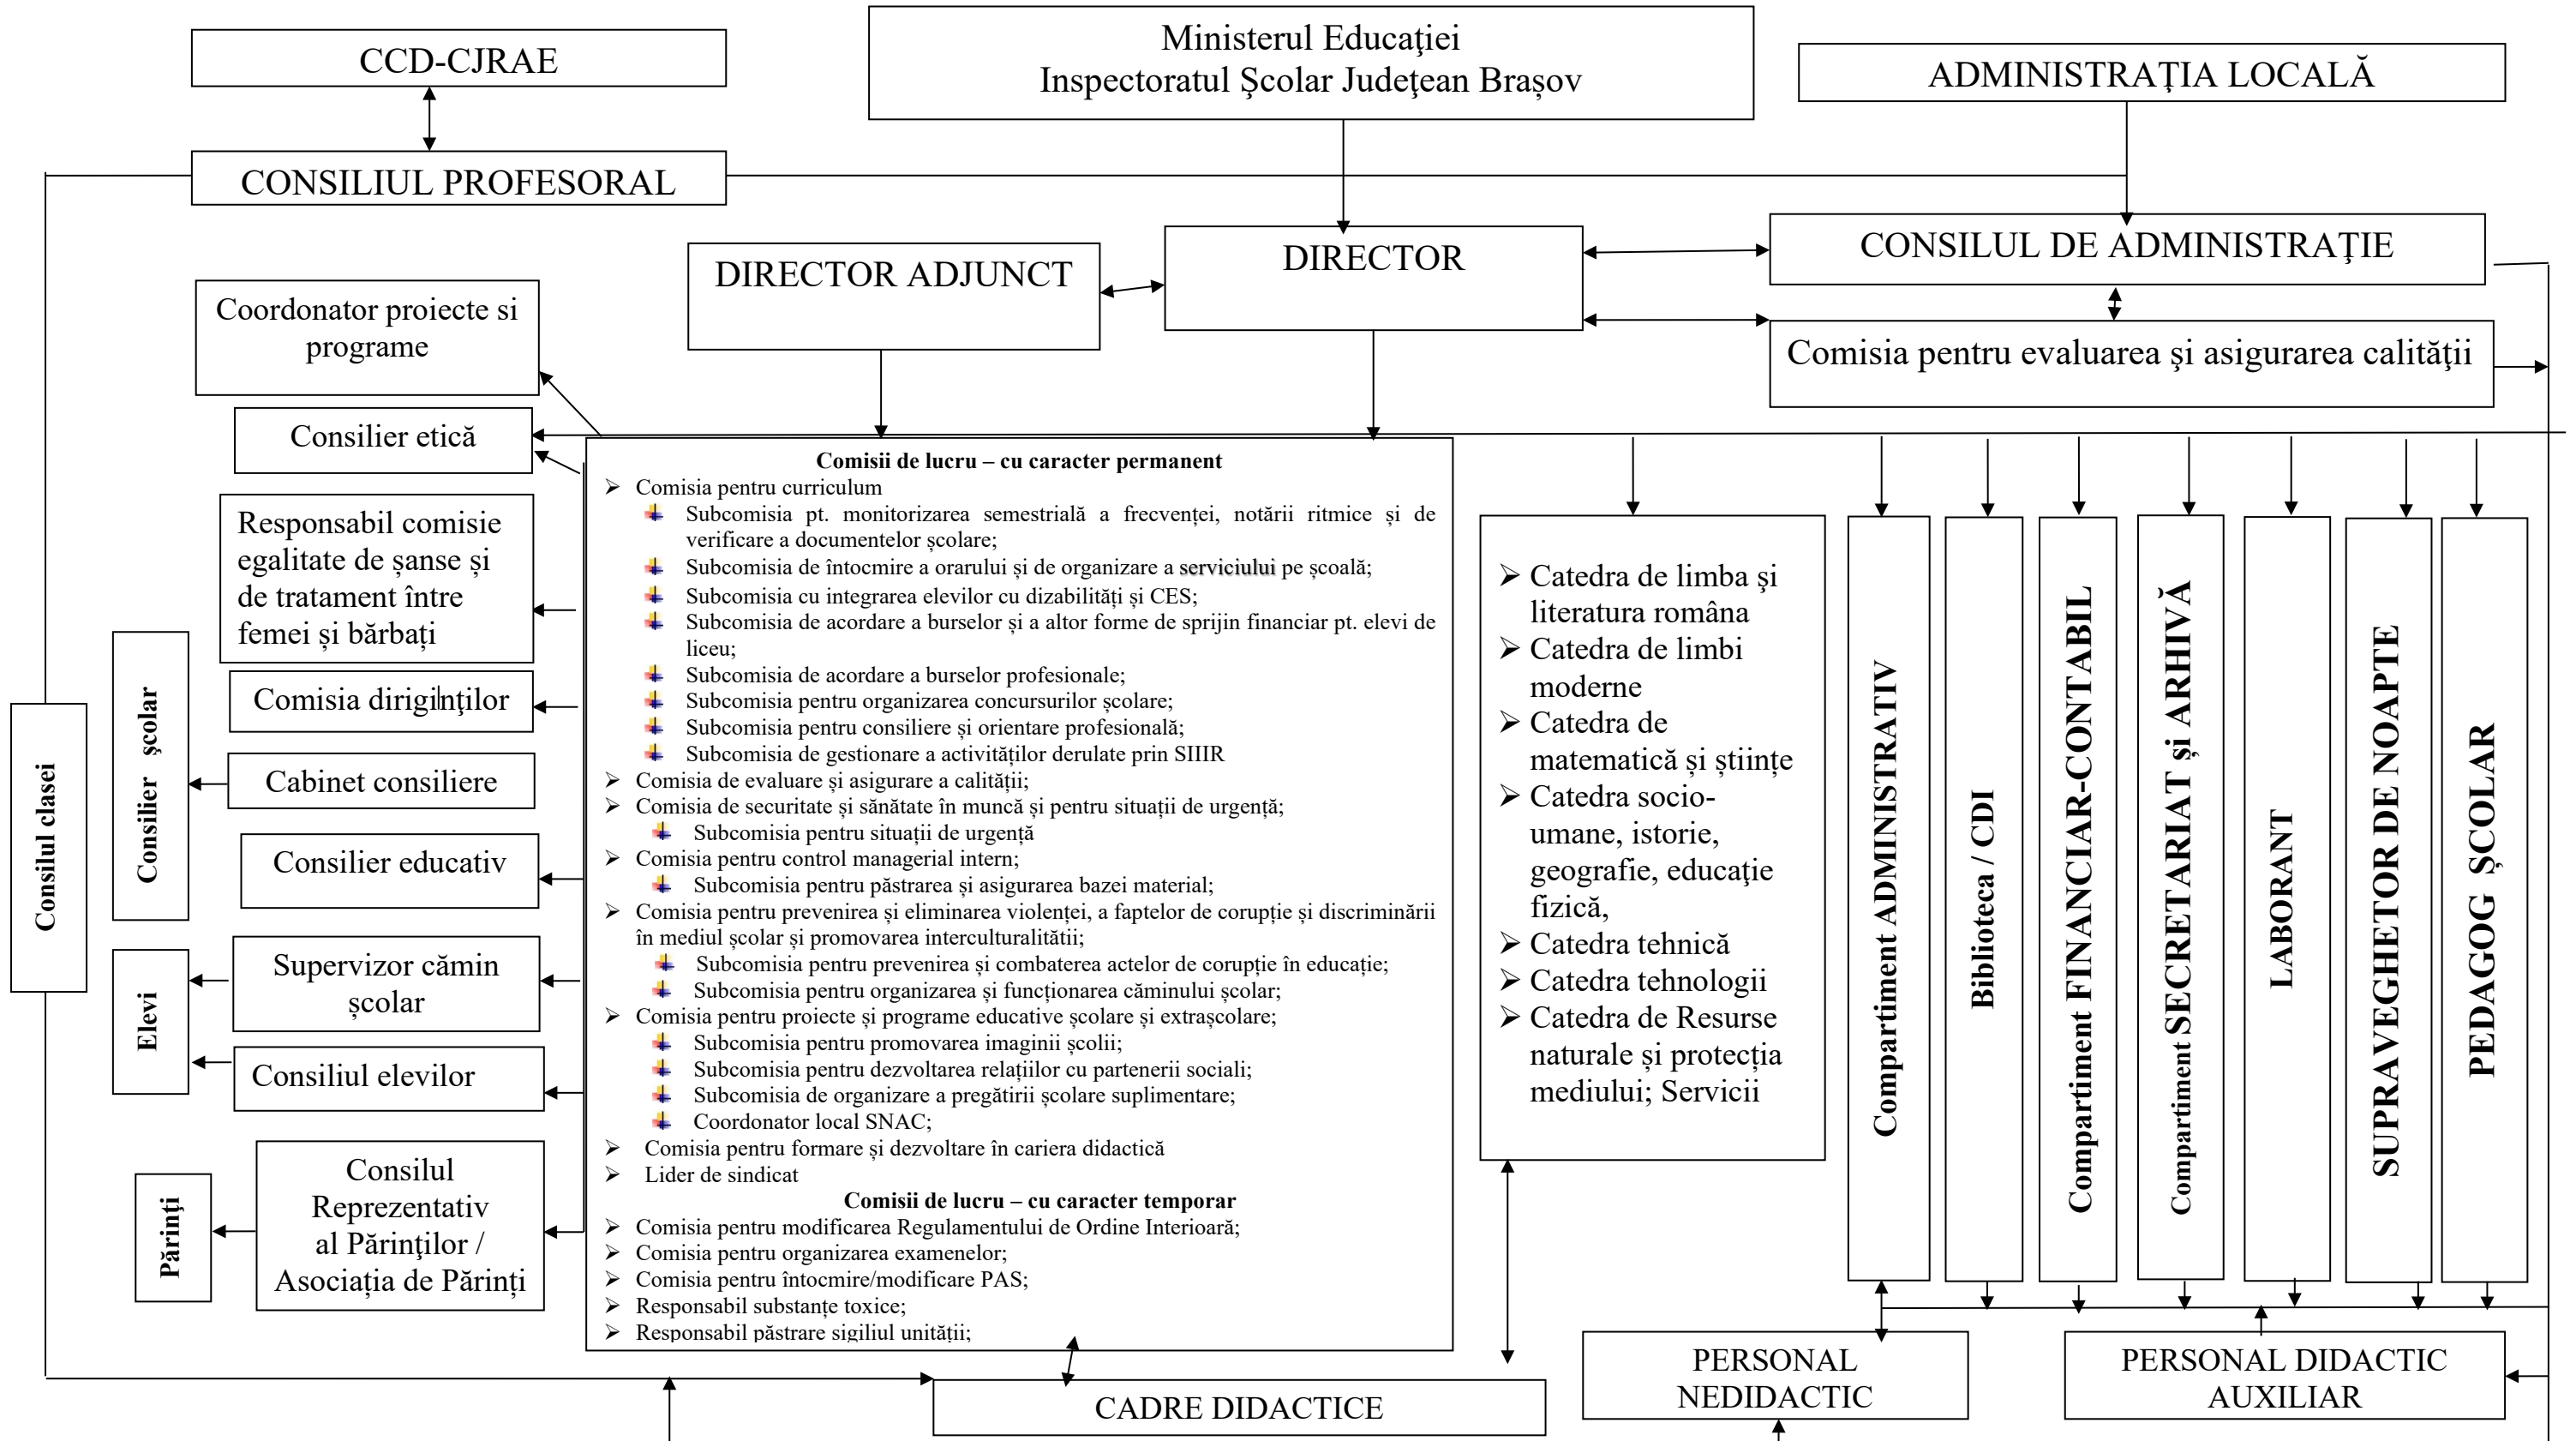 CCD-CJRAE
Ministerul Educaţiei
Inspectoratul Şcolar Judeţean Brașov
ADMINISTRAȚIA LOCALĂ
CONSILIUL PROFESORAL
DIRECTOR ADJUNCT
DIRECTOR
CONSILUL DE ADMINISTRAŢIE
Comisia pentru evaluarea şi asigurarea calităţii
Coordonator proiecte si
programe
Consilier etică
Responsabil comisie
egalitate de șanse și
de tratament între
femei și bărbați
Comisia diriginţilor
Cabinet consiliere
Consilier educativ
Supervizor cămin
școlar
Consiliul elevilor
Consilul
Reprezentativ
al Părinţilor /
Asociația de Părinți
Consilul clasei
Consilier şcolar
Elevi
Părinţi
Comisii de lucru – cu caracter permanent
Comisia pentru curriculum
Subcomisia pt. monitorizarea semestrială a frecvenței, notării ritmice și de
verificare a documentelor școlare;
Subcomisia de întocmire a orarului și de organizare a serviciului pe școală;
Subcomisia cu integrarea elevilor cu dizabilități și CES;
Subcomisia de acordare a burselor și a altor forme de sprijin financiar pt. elevi de
liceu;
Subcomisia de acordare a burselor profesionale;
Subcomisia pentru organizarea concursurilor școlare;
Subcomisia pentru consiliere și orientare profesională;
Subcomisia de gestionare a activităților derulate prin SIIIR
Comisia de evaluare și asigurare a calității;
Comisia de securitate și sănătate în muncă și pentru situații de urgență;
Subcomisia pentru situații de urgență
Comisia pentru control managerial intern;
Subcomisia pentru păstrarea și asigurarea bazei material;
Comisia pentru prevenirea și eliminarea violenței, a faptelor de corupție și discriminării
în mediul școlar și promovarea interculturalitătii;
Subcomisia pentru prevenirea și combaterea actelor de corupție în educație;
Subcomisia pentru organizarea și funcționarea căminului școlar;
Comisia pentru proiecte și programe educative școlare și extrașcolare;
Subcomisia pentru promovarea imaginii școlii;
Subcomisia pentru dezvoltarea relațiilor cu partenerii sociali;
Subcomisia de organizare a pregătirii școlare suplimentare;
Coordonator local SNAC;
Comisia pentru formare și dezvoltare în cariera didactică
Lider de sindicat
Comisii de lucru – cu caracter temporar
Comisia pentru modificarea Regulamentului de Ordine Interioară;
Comisia pentru organizarea examenelor;
Comisia pentru întocmire/modificare PAS;
Responsabil substanțe toxice;
Responsabil păstrare sigiliul unității;
Catedra de limba şi
literatura româna
Catedra de limbi
moderne
Catedra de
matematică și științe
Catedra socio-
umane, istorie,
geografie, educaţie
fizică,
Catedra tehnică
Catedra tehnologii
Catedra de Resurse
naturale și protecția
mediului; Servicii
Compartiment ADMINISTRATIV
Biblioteca / CDI
Compartiment FINANCIAR-CONTABIL
Compartiment SECRETARIAT și ARHIVĂ
LABORANT
SUPRAVEGHETOR DE NOAPTE
PEDAGOG ȘCOLAR
CADRE DIDACTICE
PERSONAL
NEDIDACTIC
PERSONAL DIDACTIC
AUXILIAR